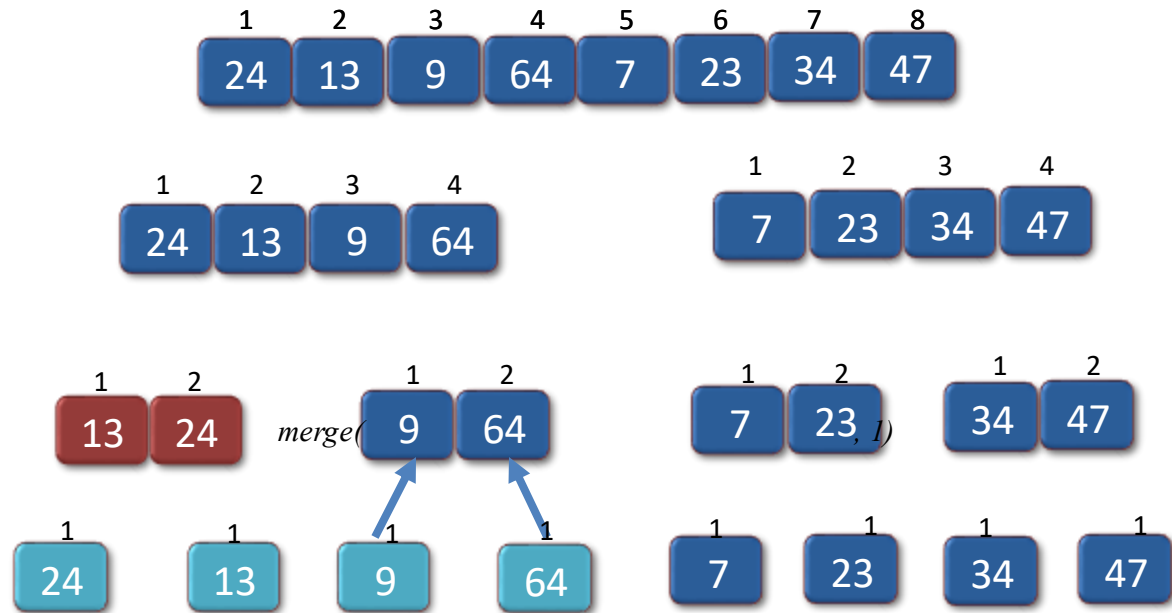 1 2 3 4 5 6 7 8
24 13 9 64 7 23 34 47
1 2 3 4
24 13 9 64
1 2 3 4
7 23 34 47
1 2
13 24
1 2
merge( 9 64
1 2
7 23 , 1)
1 2
34 47
1 1 1 1 1 1 1 1
24 13 9 64 7 23 34 47